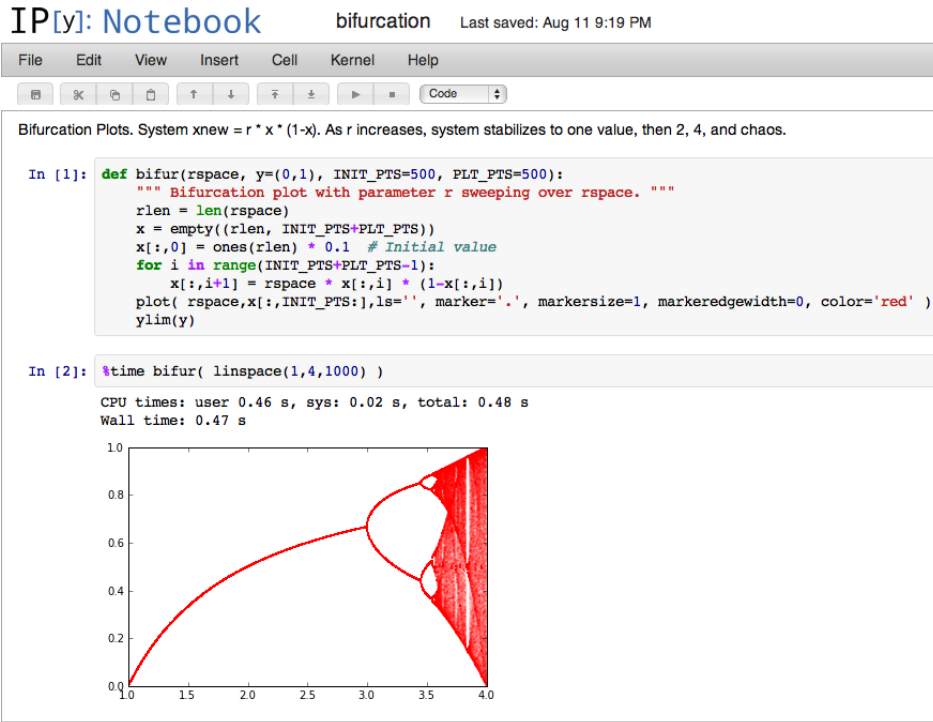 IP[y]: Notebook bifurcation Last saved: Aug 11 9:19 PM
File Edit View Insert Cell Kernel Help
Code
Bifurcation Plots. System xnew = r * x * (1-x). As r increases, system stabilizes to one value, then 2, 4, and chaos.
In [1]: def bifur(rspace, y=(0,1), INIT_PTS=500, PLT_PTS=500):
""" Bifurcation plot with parameter r sweeping over rspace. """
rlen = len(rspace)
x = empty((rlen, INIT_PTS+PLT_PTS))
x[:,0] = ones(rlen) * 0.1  # Initial value
for i in range(INIT_PTS+PLT_PTS-1):
x[:,i+1] = rspace * x[:,i] * (1-x[:,i])
plot( rspace,x[:,INIT_PTS:],ls='', marker='.', markersize=1, markeredgewidth=0, color='red' )
ylim(y)
In [2]: %time bifur( linspace(1,4,1000) )
CPU times: user 0.46 s, sys: 0.02 s, total: 0.48 s
Wall time: 0.47 s
1.0
0.8
0.6
0.4
0.2
0.0
1.0 1.5 2.0 2.5 3.0 3.5 4.0